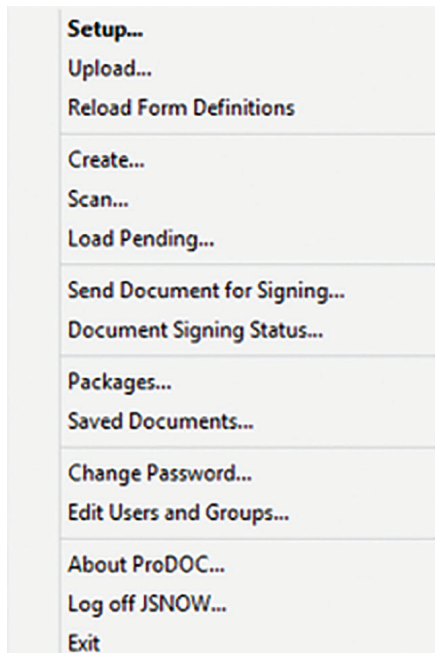 Setup...
Upload...
Reload Form Definitions
Create...
Scan...
Load Pending...
Send Document for Signing...
Document Signing Status...
Packages...
Saved Documents...
Change Password...
Edit Users and Groups...
About ProDOC...
Log off JSNOW...
Exit